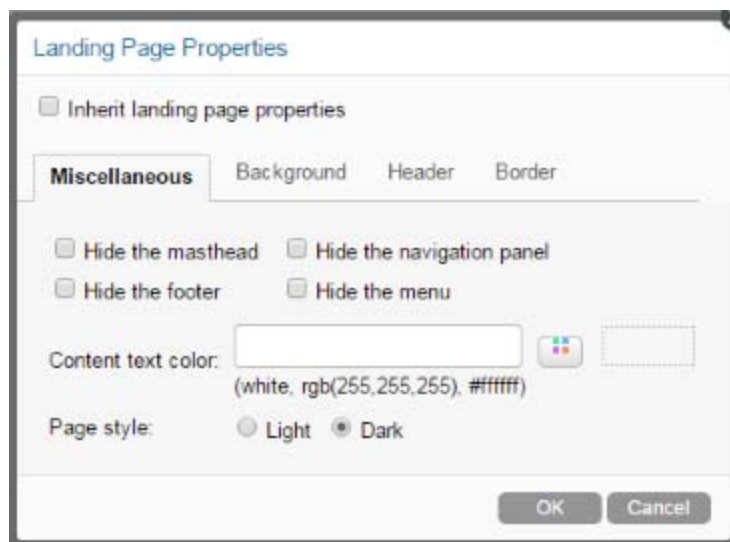 Landing Page Properties
Inherit landing page properties
Miscellaneous Background Header Border
Hide the masthead Hide the navigation panel
Hide the footer Hide the menu
Content text color:
(white, rgb(255,255,255), #ffffff)
Page style: Light Dark
OK Cancel